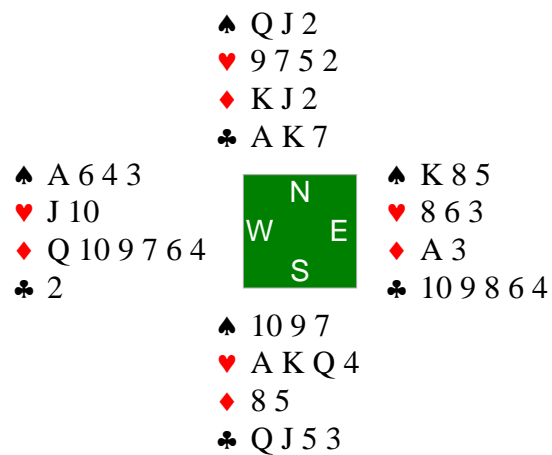 ♠ Q J 2
♥ 9 7 5 2
♦ K J 2
♣ A K 7
♠ A 6 4 3
♥ J 10
♦ Q 10 9 7 6 4
♣ 2
N
W E
S
♠ K 8 5
♥ 8 6 3
♦ A 3
♣ 10 9 8 6 4
♠ 10 9 7
♥ A K Q 4
♦ 8 5
♣ Q J 5 3